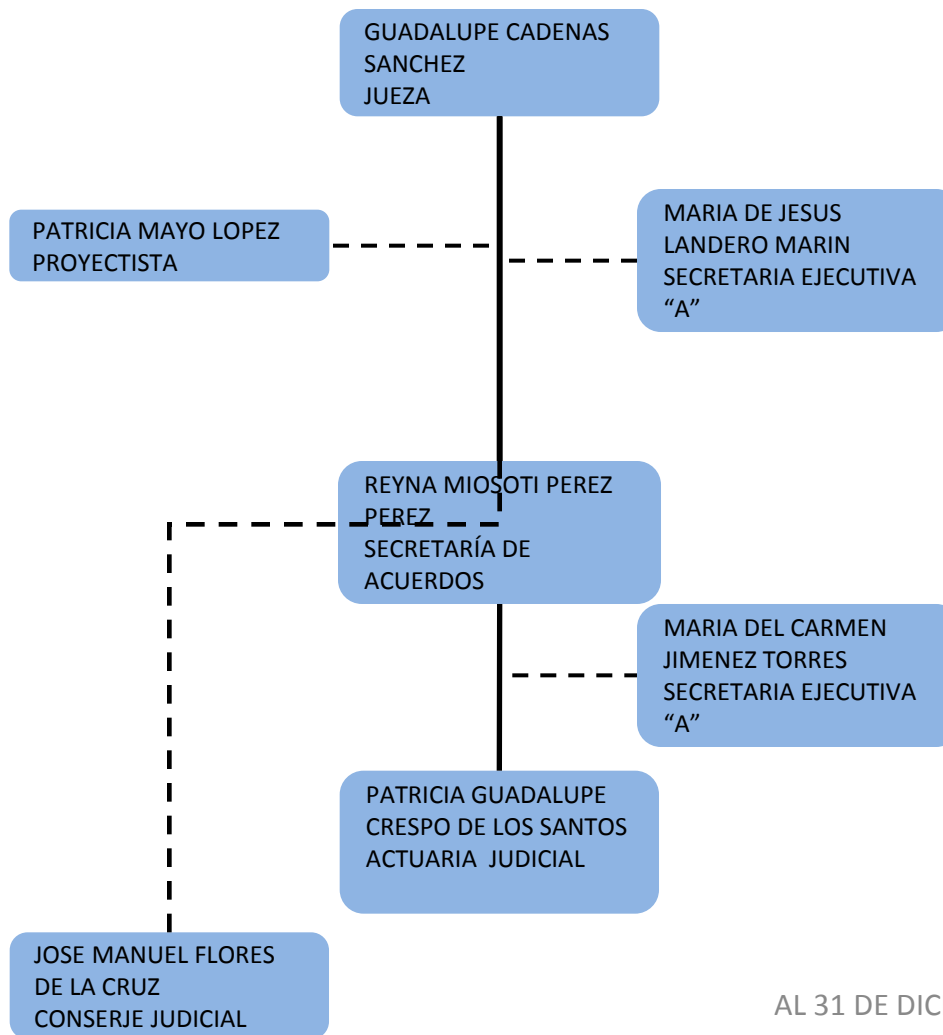 GUADALUPE CADENAS
SANCHEZ
JUEZA
PATRICIA MAYO LOPEZ
PROYECTISTA
MARIA DE JESUS
LANDERO MARIN
SECRETARIA EJECUTIVA
“A”
REYNA MIOSOTI PEREZ
PEREZ
SECRETARÍA DE
ACUERDOS
MARIA DEL CARMEN
JIMENEZ TORRES
SECRETARIA EJECUTIVA
“A”
PATRICIA GUADALUPE
CRESPO DE LOS SANTOS
ACTUARIA  JUDICIAL
JOSE MANUEL FLORES
DE LA CRUZ
CONSERJE JUDICIAL
AL 31 DE DIC